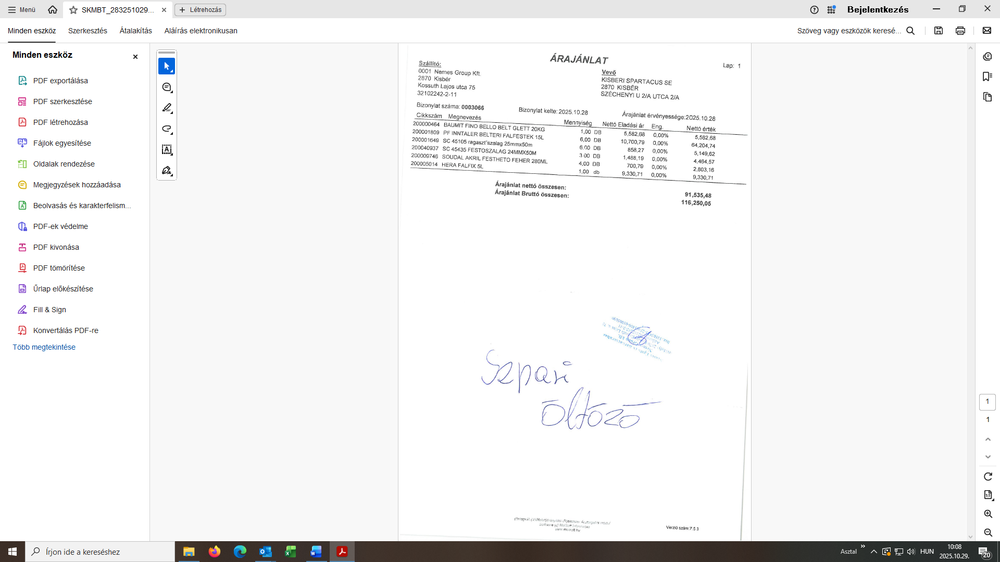 Menü
SKMBT_283251029...
Létrehozás
Bejelentkezés
Minden eszköz
Szerkesztés
Átalakítás
Aláírás elektronikusan
Szöveg vagy eszközök keresé...
Minden eszköz
PDF exportálása
PDF szerkesztése
PDF létrehozása
Fájlok egyesítése
Oldalak rendezése
Megjegyzések hozzáadása
Beolvasás és karakterfelism...
PDF-ek védelme
PDF kivonása
PDF tömörítése
Űrlap előkészítése
Fill & Sign
Konvertálás PDF-re
Több megtekintése
ÁRAJÁNLAT
Lap: 1
Szállító:
0001 Nemes Group Kft.
2870 Kisbér
Kossuth Lajos utca 75
32102242-2-11
Vevő
KISBERI SPARTACUS SE
2870 KISBÉR
SZÉCHENYI U 2/A UTCA 2/A
Bizonylat száma: 0003066 Bizonylat kelte: 2025.10.28 Árajánlat érvényessége:2025.10.28
Cikkszám Megnevezés Mennyiség Nettó Eladási ár Eng. Nettó érték
200000464 BAUMIT FINO BELLO BELT GLETT 20KG 1,00 DB 5,582,68 0,00% 5,582,68
200001809 PF INNTALER BELTERI FALFESTEK 15L 6,00 DB 10,700,79 0,00% 64,204,74
200001649 SC 45105 ragaszt˝szalag 25mmx50m 6.00 DB 858,27 0,00% 5,149,62
200040937 SC 45435 FESTOSZALAG 24MMX50M 3.00 DB 1,488,19 0,00% 4,464,57
200009746 SOUDAL AKRIL FESTHETO FEHER 280ML 4,00 DB 700,79 0,00% 2,803,16
200005014 HERA FALFIX 5L 1,00 db 9,330,71 0,00% 9,330,71
Árajánlat nettó összesen: 91,535,48
Árajánlat Bruttó összesen: 116,250,05
Szpari
öltöző
Verzió szám:7.5.3
1
1
Írjon ide a kereséshez
Asztal
HUN
10:08
2025.10.29.
20